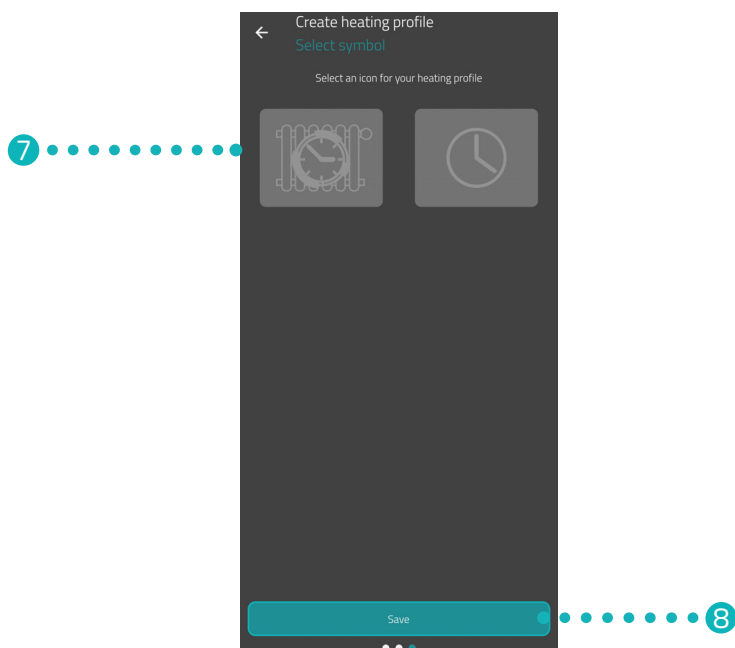 Create heating profile
Select symbol
Select an icon for your heating profile
7
Save
8